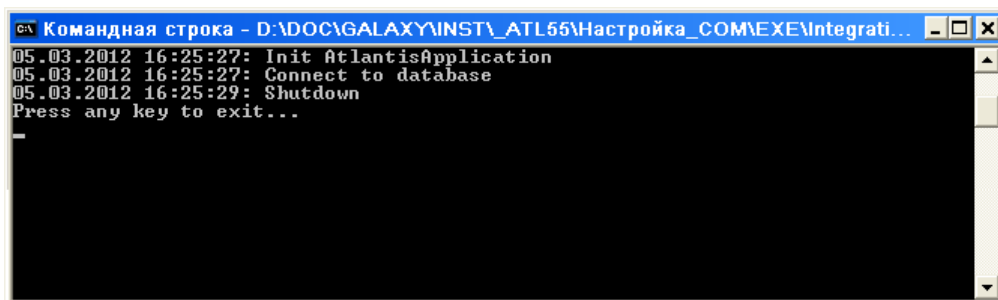 Командная строка - D:\DOC\GALAXY\INST\_ATL55\Настройка_COM\EXE\Integrati...
05.03.2012 16:25:27: Init AtlantisApplication
05.03.2012 16:25:27: Connect to database
05.03.2012 16:25:29: Shutdown
Press any key to exit...